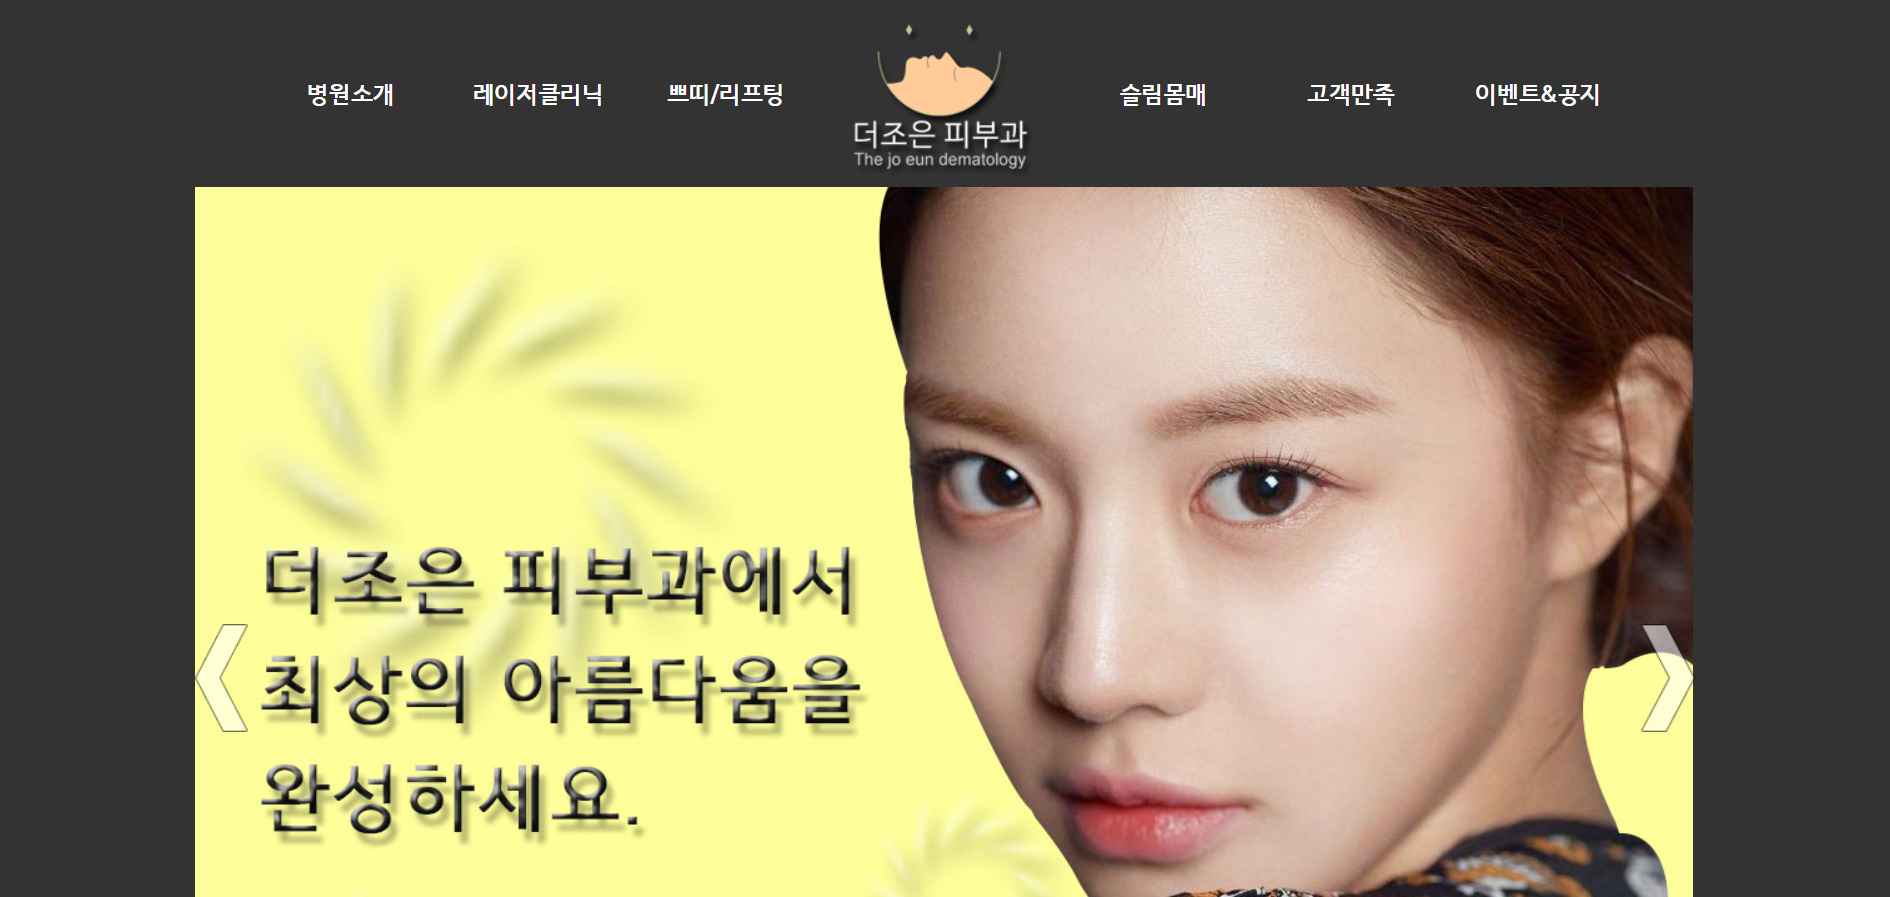 병원소개
레이저클리닉
쁘띠/리프팅
더조은 피부과
The jo eun dematology
슬림몸매
고객만족
이벤트&공지
더조은 피부과에서
최상의 아름다움을
완성하세요.